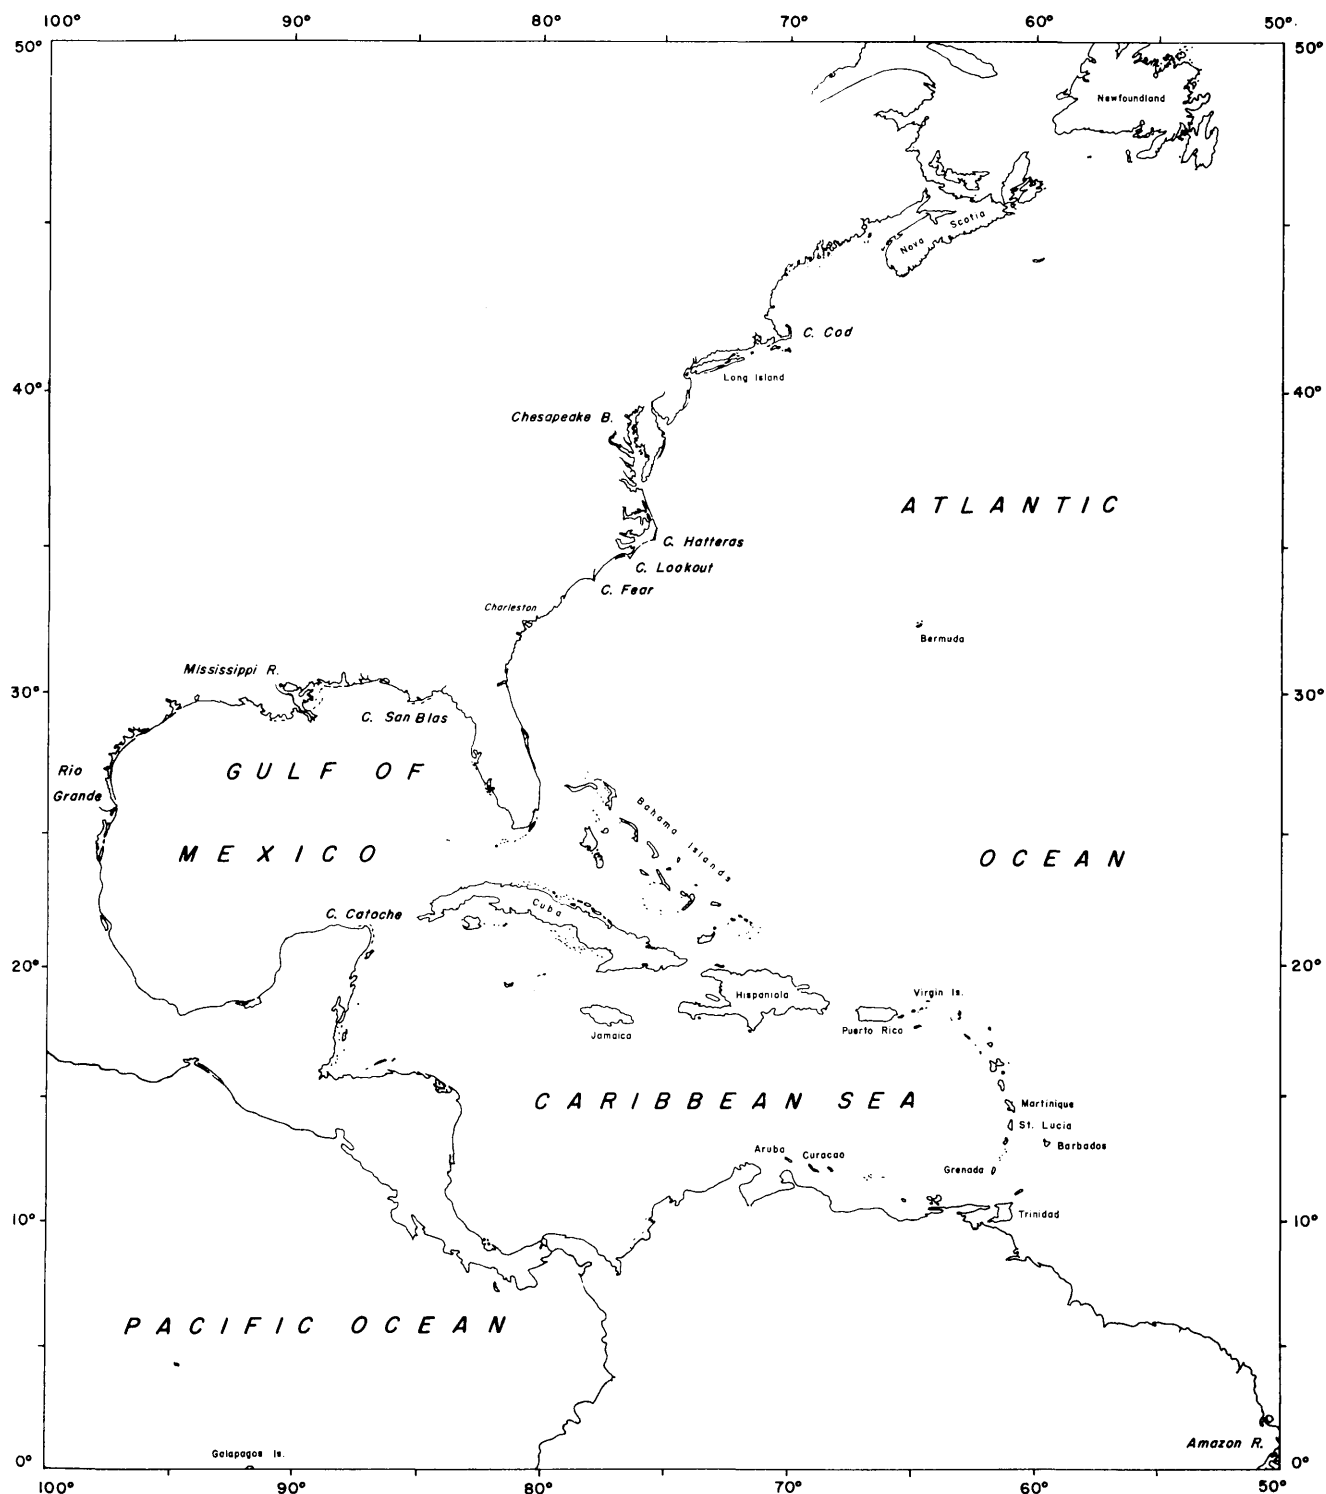 100° 90° 80° 70° 60° 50°
50° 50°
Newfoundland
Nova Scotia
C. Cod
Long Island
40° 40°
Chesapeake B.
ATLANTIC
C. Hatteras
C. Lookout
C. Fear
Charleston
Bermuda
Mississippi R.
30° 30°
C. San Blas
GULF OF
Rio
Grande
Bahama Islands
MEXICO
OCEAN
Cuba
C. Catoche
20° 20°
Hispaniola
Virgin Is.
Jamaica
Puerto Rico
CARIBBEAN SEA
Martinique
St. Lucia
Barbados
Aruba
Curacao
Grenada
Trinidad
10° 10°
PACIFIC OCEAN
Amazon R.
Galapagos Is.
0° 0°
100° 90° 80° 70° 60° 50°